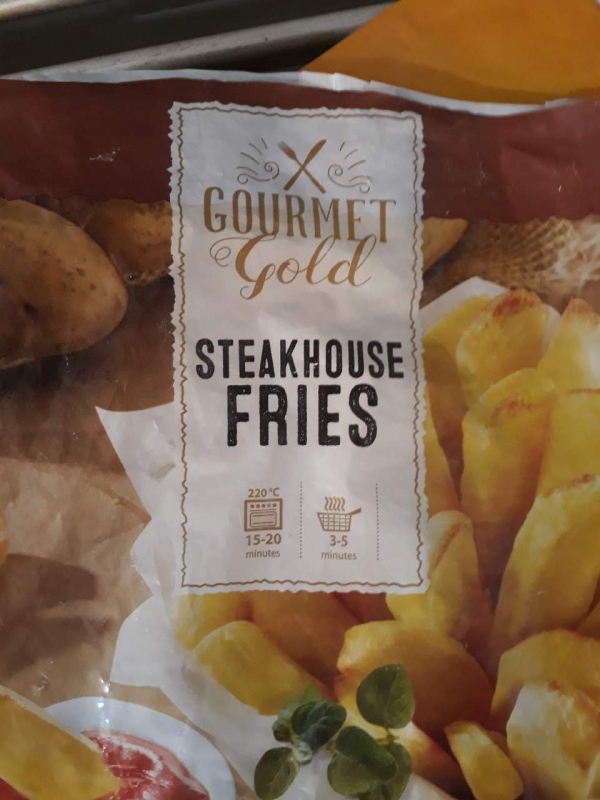 GOURMET
Gold
STEAKHOUSE
FRIES
220°C
15-20
minutes
3-5
minutes